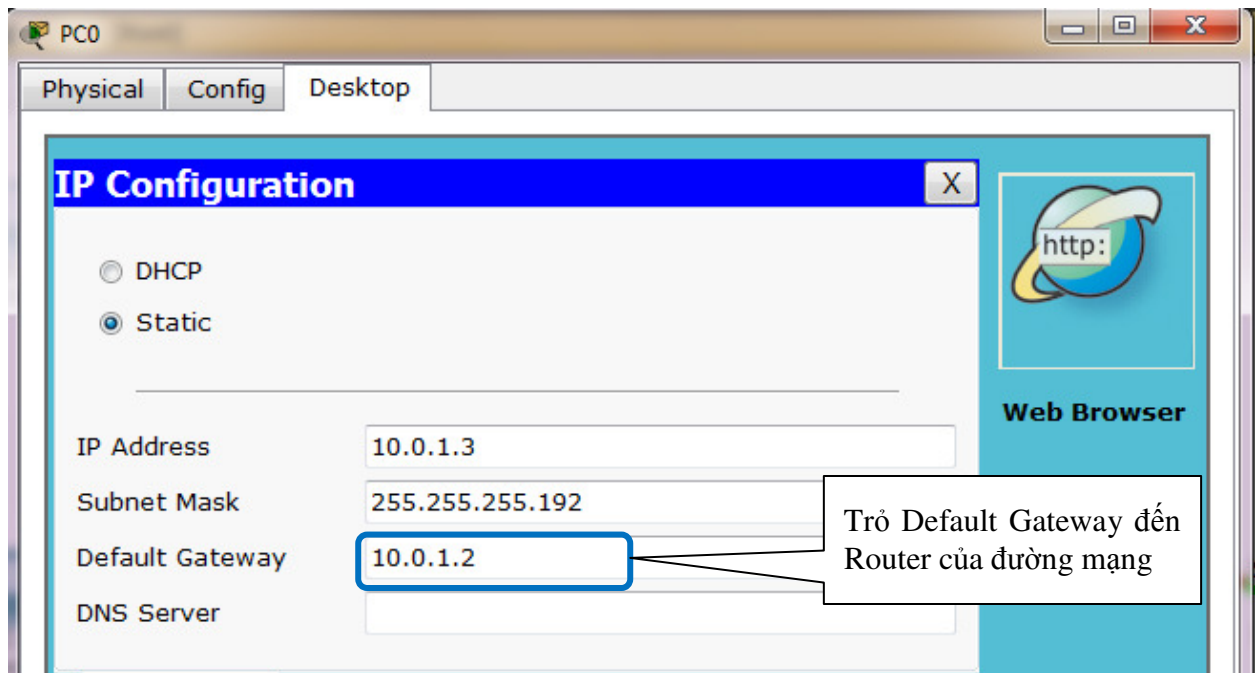 PC0
Physical Config Desktop
IP Configuration X
http:
DHCP
Static
Web Browser
IP Address 10.0.1.3
Subnet Mask 255.255.255.192
Default Gateway 10.0.1.2
DNS Server
Trỏ Default Gateway đến
Router của đường mạng